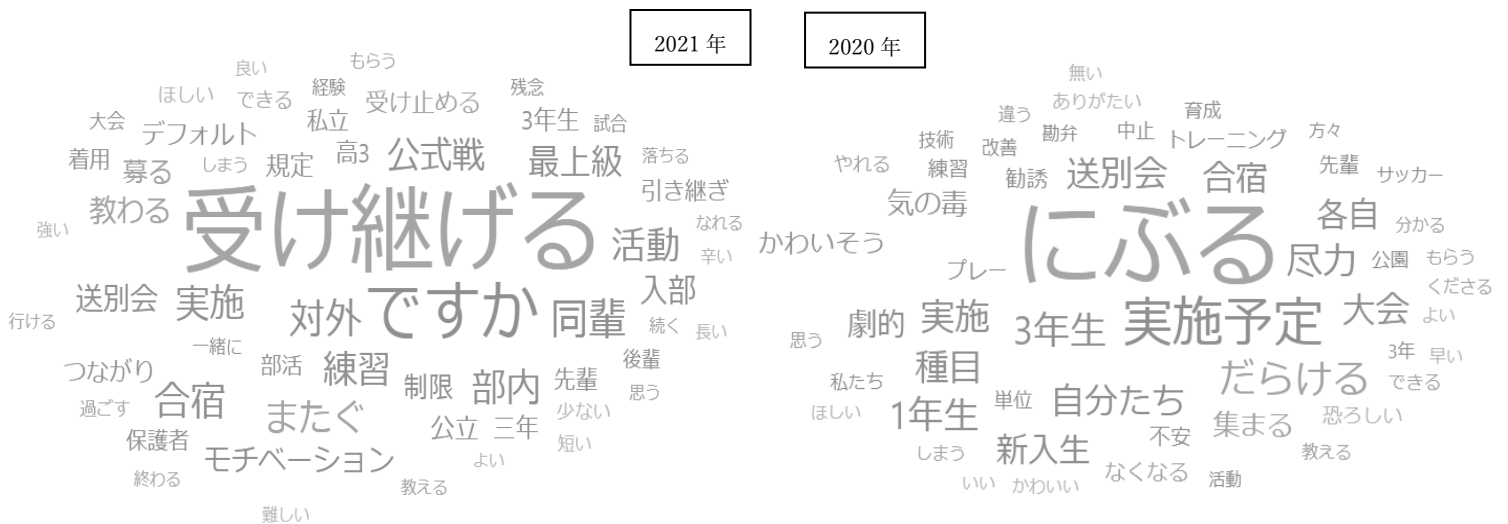 2021 年
2020 年
良い
もらう
ほしい
できる
経験
受け止める
残念
大会
デフォルト
私立
3年生
試合
着用
募る
しまう
規定
高3
公式戦
最上級
落ちる
教わる
受け継げる
引き継ぎ
強い
活動
なれる
辛い
送別会
実施
対外
ですか
同輩
入部
行ける
一緒に
続く
長い
つながり
部活
練習
制限
部内
先輩
後輩
思う
過ごす
合宿
またぐ
公立
三年
少ない
短い
保護者
モチベーション
よい
終わる
教える
難しい
無い
ありがたい
違う
育成
技術
改善
勘弁
中止
トレーニング
方々
やれる
練習
勧誘
送別会
合宿
先輩
サッカー
気の毒
にぶる
各自
分かる
かわいそう
プレー
尽力
公園
もらう
くださる
劇的
実施
3年生
実施予定
大会
よい
思う
種目
だらける
3年
早い
できる
私たち
ほしい
1年生
単位
自分たち
集まる
恐ろしい
しまう
新入生
不安
なくなる
教える
いい
かわいい
活動